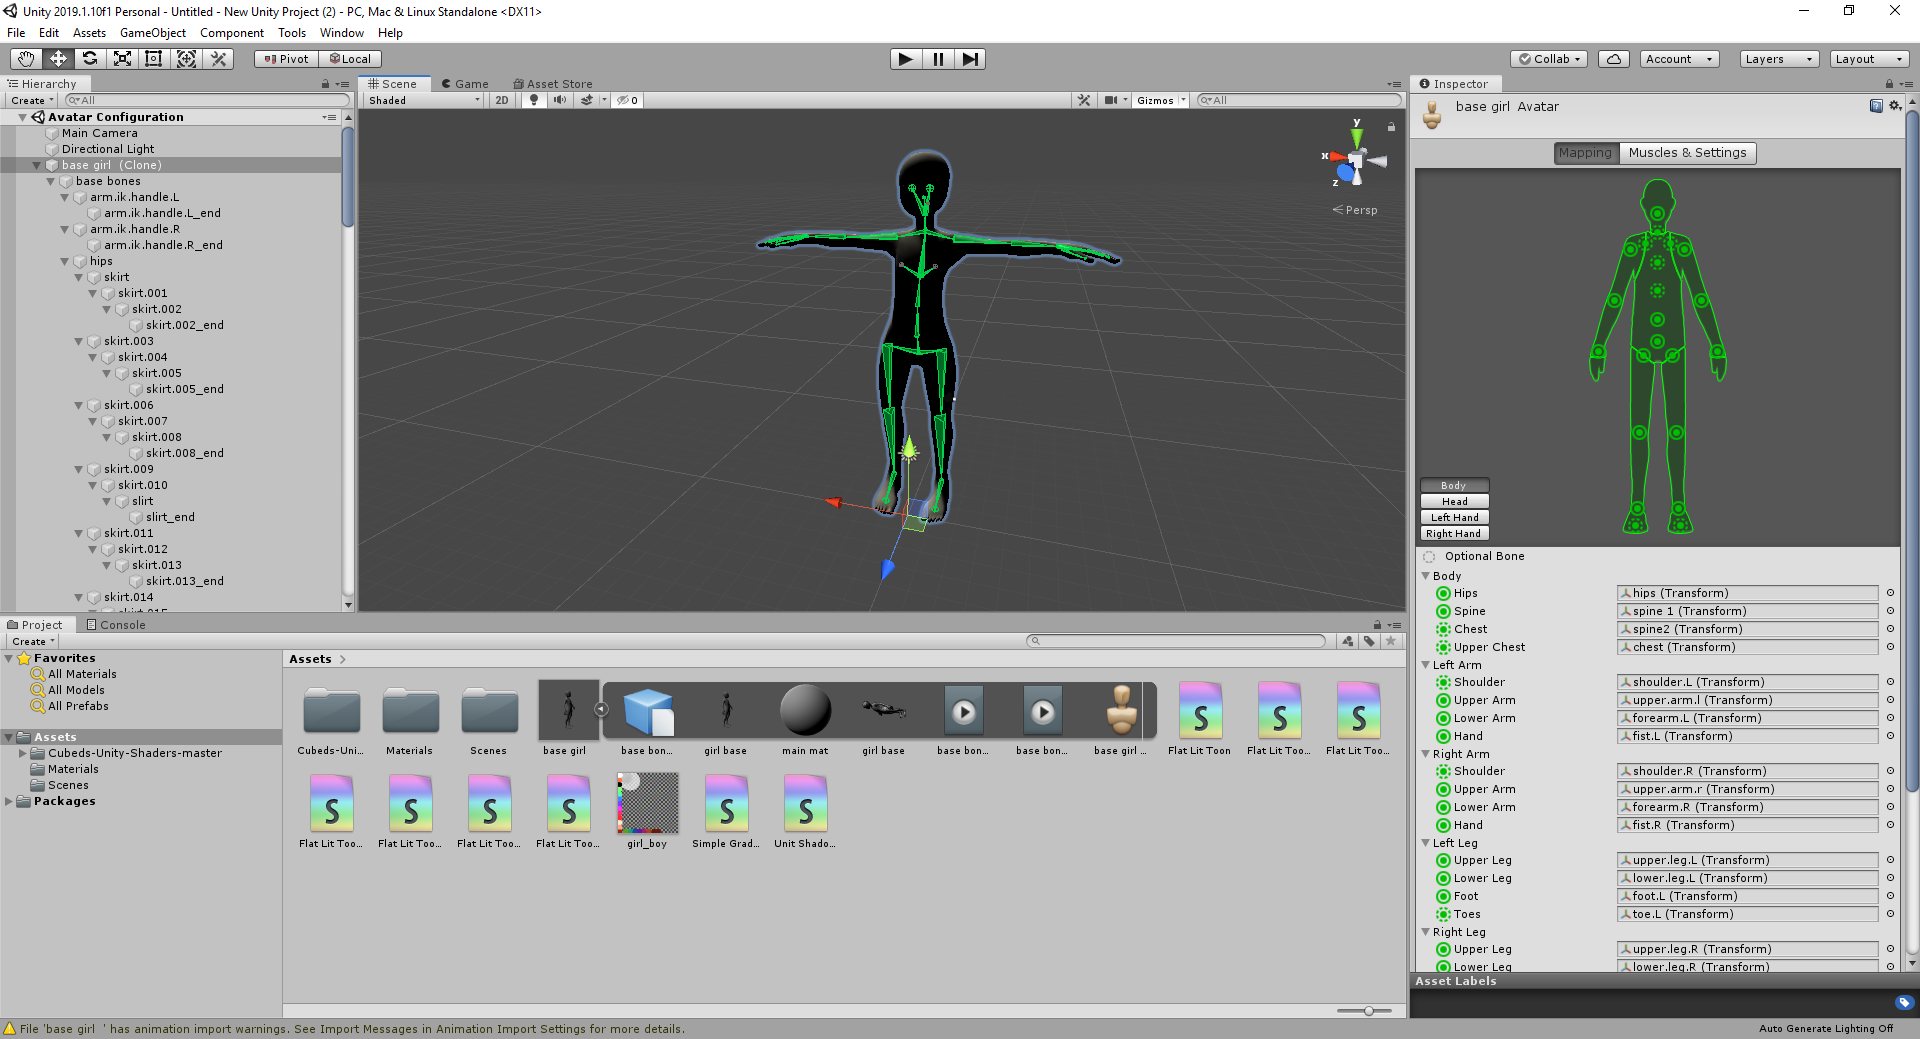 Unity 2019.1.10f1 Personal - Untitled - New Unity Project (2) - PC, Mac & Linux Standalone <DX11>
File Edit Assets GameObject Component Tools Window Help
Pivot Local Collab Account Layers Layout
Hierarchy
Create All
Avatar Configuration
Main Camera
Directional Light
base girl (Clone)
base bones
arm.ik.handle.L
arm.ik.handle.L_end
arm.ik.handle.R
arm.ik.handle.R_end
hips
skirt
skirt.001
skirt.002
skirt.002_end
skirt.003
skirt.004
skirt.005
skirt.005_end
skirt.006
skirt.007
skirt.008
skirt.008_end
skirt.009
skirt.010
slirt
slirt_end
skirt.011
skirt.012
skirt.013
skirt.013_end
skirt.014
Scene Game Asset Store
Shaded 2D 0 Gizmos All
y
x
z
Persp
Inspector
base girl Avatar
Mapping Muscles & Settings
Body
Head
Left Hand
Right Hand
Optional Bone
Body
Hips hips (Transform)
Spine spine 1 (Transform)
Chest spine2 (Transform)
Upper Chest chest (Transform)
Left Arm
Shoulder shoulder.L (Transform)
Upper Arm upper.arm.l (Transform)
Lower Arm forearm.L (Transform)
Hand fist.L (Transform)
Right Arm
Shoulder shoulder.R (Transform)
Upper Arm upper.arm.r (Transform)
Lower Arm forearm.R (Transform)
Hand fist.R (Transform)
Left Leg
Upper Leg upper.leg.L (Transform)
Lower Leg lower.leg.L (Transform)
Foot foot.L (Transform)
Toes toe.L (Transform)
Right Leg
Upper Leg upper.leg.R (Transform)
Lower Leg lower.leg.R (Transform)
Asset Labels
Project Console
Create
Favorites
All Materials
All Models
All Prefabs
Assets
Cubeds-Unity-Shaders-master
Materials
Scenes
Packages
Assets
Cubeds-Uni... Materials Scenes base girl base bon... girl base main mat girl base base bon... base bon... base girl ... Flat Lit Toon Flat Lit Too... Flat Lit Too...
Flat Lit Too... Flat Lit Too... Flat Lit Too... Flat Lit Too... girl_boy Simple Grad... Unit Shado...
File 'base girl ' has animation import warnings. See Import Messages in Animation Import Settings for more details.
Auto Generate Lighting Off